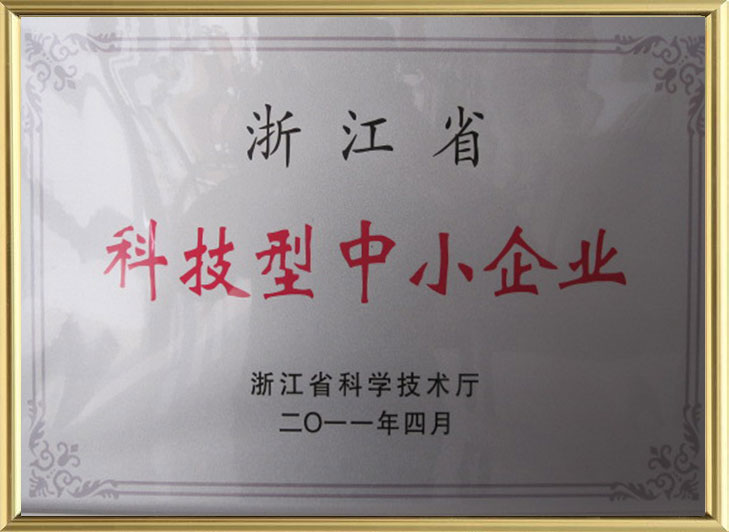 浙江省
科技型中小企业
浙江省科学技术厅
二〇一一年四月